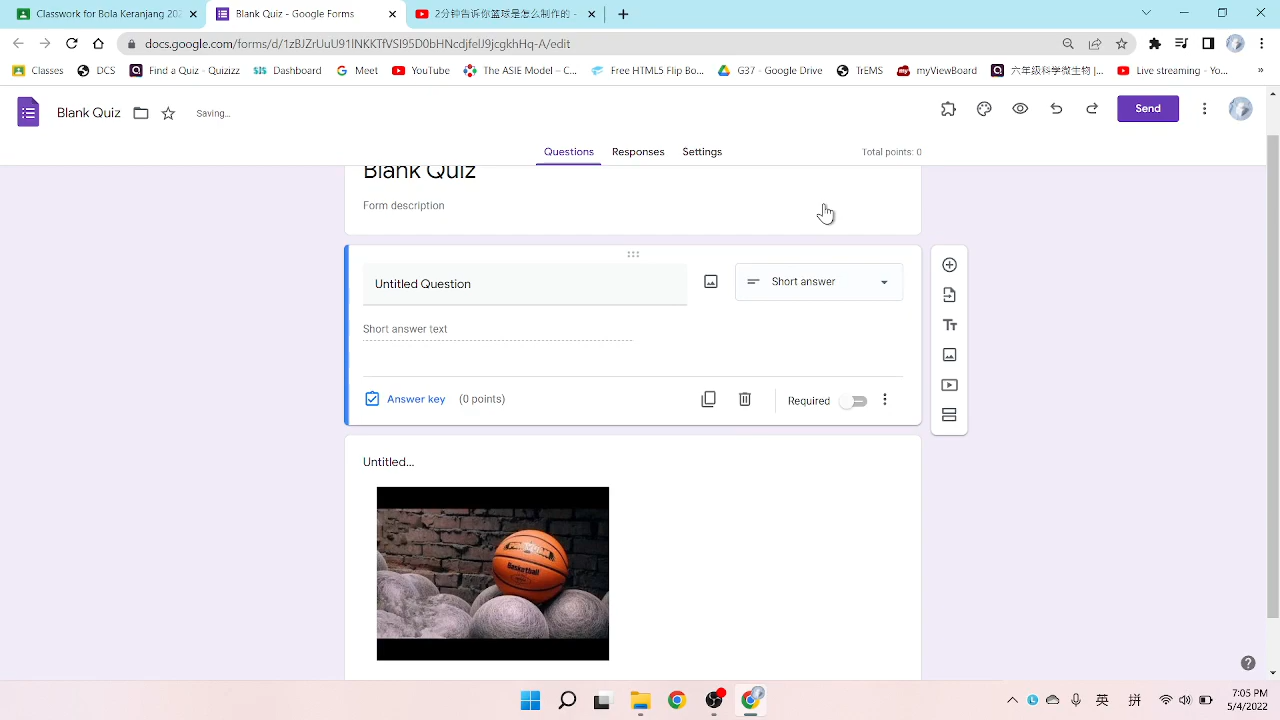 Classwork for Bola Keranjang 202
Blank Quiz - Google Forms
2分钟告诉你篮球是怎么制作的 -
docs.google.com/forms/d/1zBJZrUuU91lNKKTfVSI95D0bHNHdjfeJ9jcgkhHq-A/edit
Classes
DCS
Find a Quiz - Quizizz
Dashboard
Meet
YouTube
The ASIE Model – C...
Free HTML5 Flip B...
G37 - Google Drive
TrEMS
myViewBoard
六年级科学微生物 |...
Live streaming - Yo...
Blank Quiz
Saving...
Send
Questions
Responses
Settings
Total points: 0
Blank Quiz
Form description
Untitled Question
Short answer
Short answer text
Answer key
(0 points)
Required
Untitled...
Basketball
英
拼
7:05 PM
5/4/2022